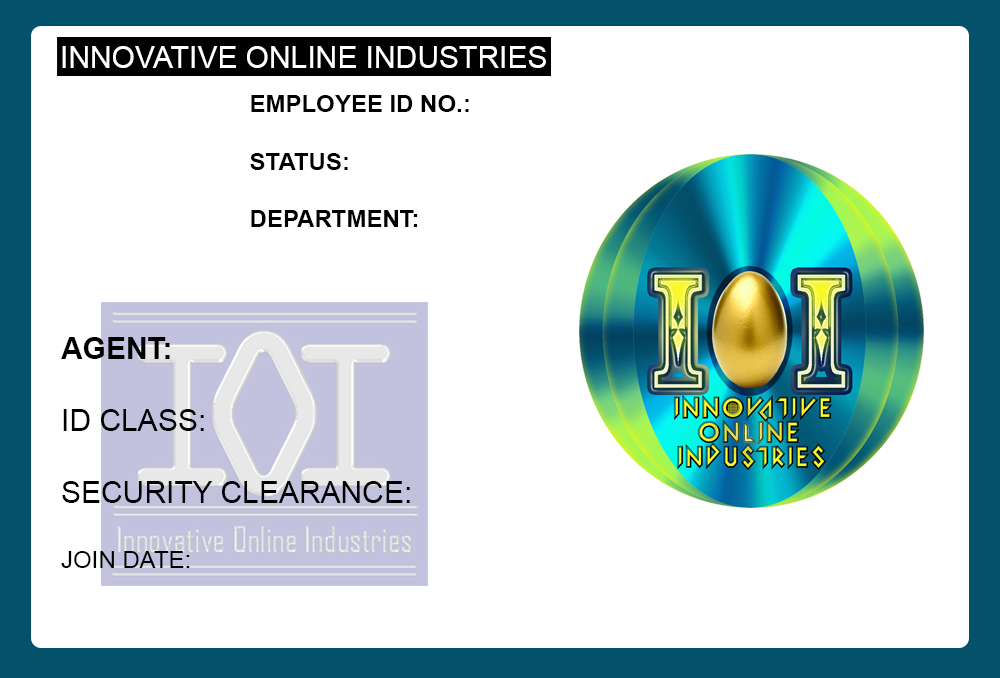 INNOVATIVE ONLINE INDUSTRIES
EMPLOYEE ID NO.:
STATUS:
DEPARTMENT:
AGENT:
IOI
ID CLASS:
SECURITY CLEARANCE:
Innovative Online Industries
JOIN DATE:
IOI
INNOVATIVE
ONLINE
INDUSTRIES